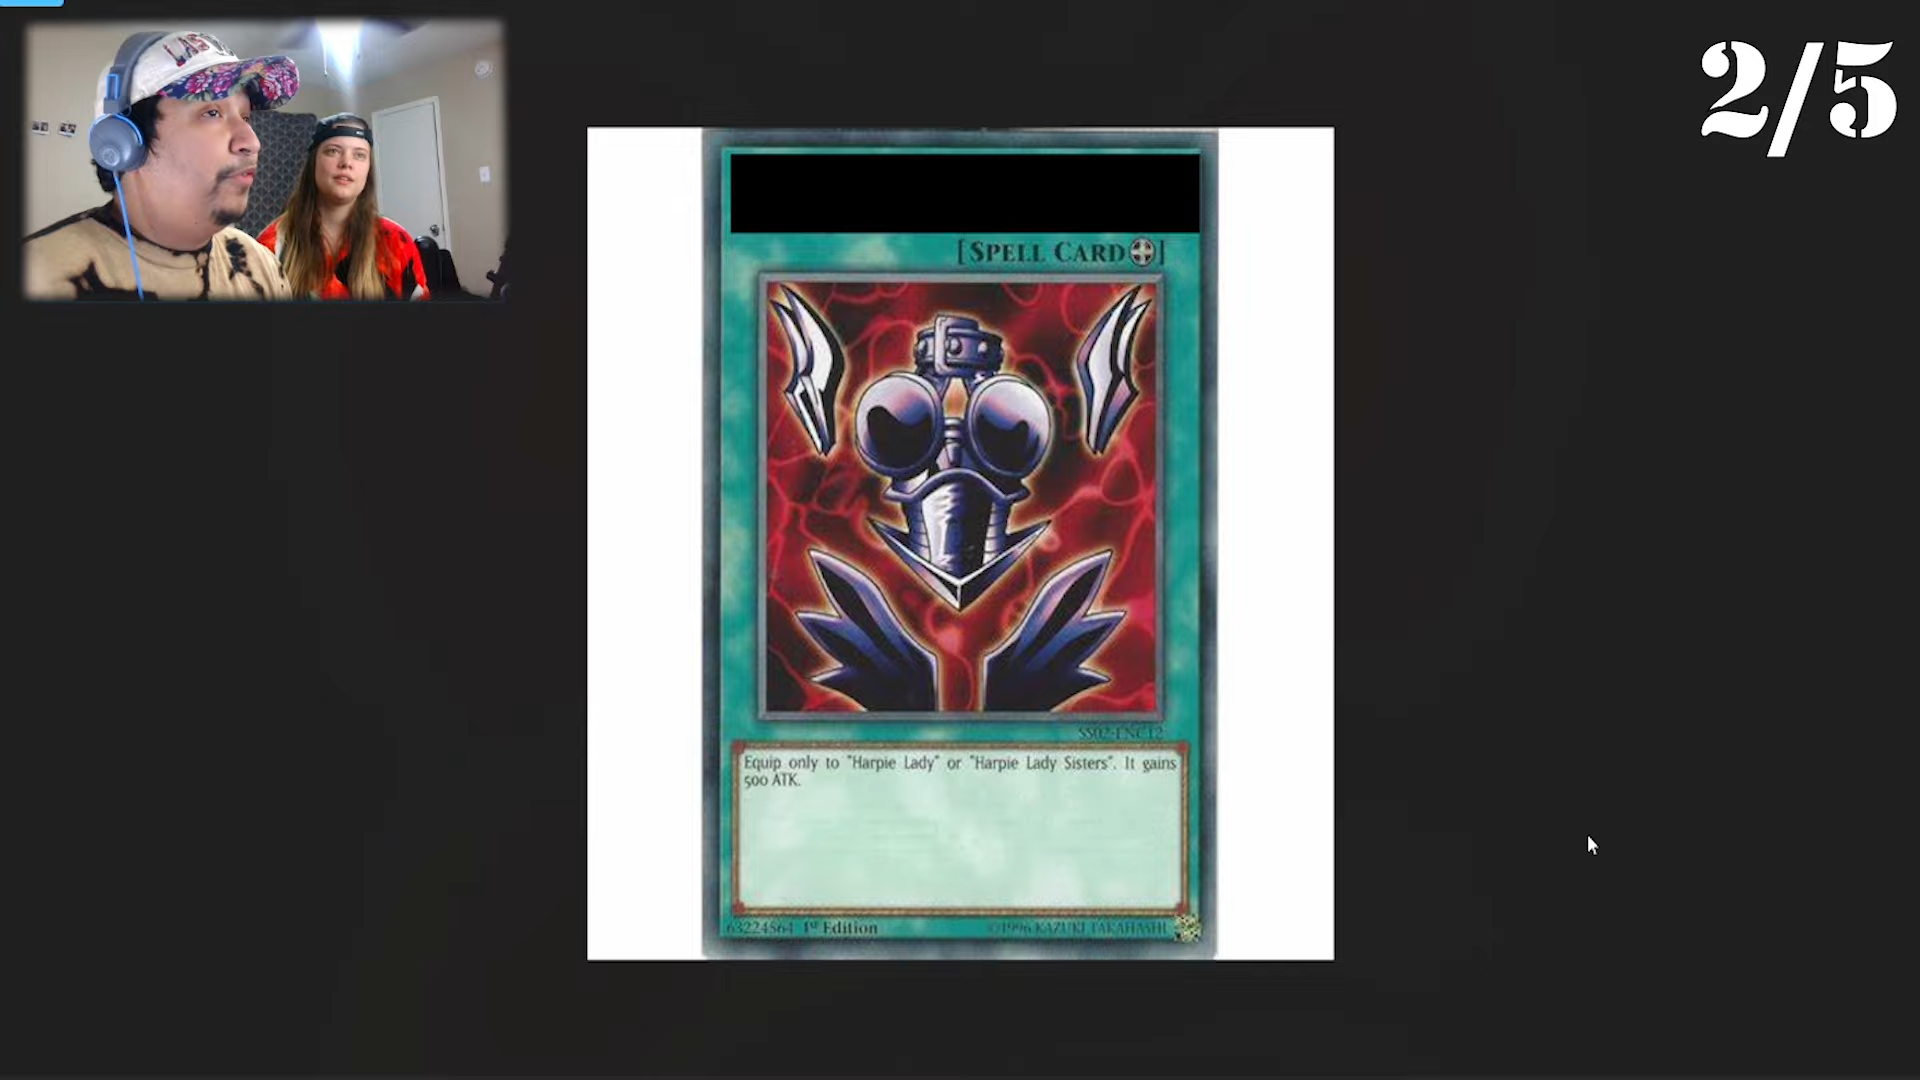 2/5
[SPELL CARD]
SS02-ENC12
Equip only to "Harpie Lady" or "Harpie Lady Sisters". It gains
500 ATK.
63224564 1st Edition
©1996 KAZUKI TAKAHASHI